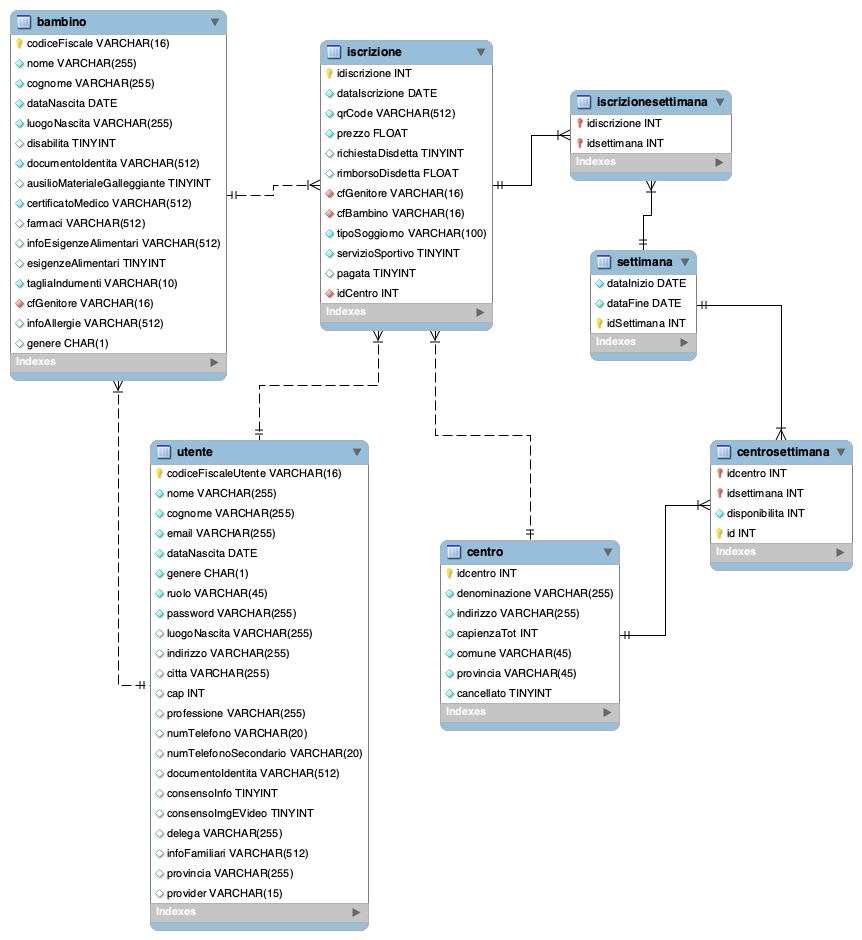 bambino
codiceFiscale VARCHAR(16)
nome VARCHAR(255)
cognome VARCHAR(255)
dataNascita DATE
luogoNascita VARCHAR(255)
disabilita TINYINT
documentoIdentita VARCHAR(512)
ausilioMaterialeGalleggiante TINYINT
certificatoMedico VARCHAR(512)
farmaci VARCHAR(512)
infoEsigenzeAlimentari VARCHAR(512)
esigenzeAlimentari TINYINT
tagliaIndumenti VARCHAR(10)
cfGenitore VARCHAR(16)
infoAllergie VARCHAR(512)
genere CHAR(1)
Indexes
iscrizione
idiscrizione INT
dataIscrizione DATE
qrCode VARCHAR(512)
prezzo FLOAT
richiestaDisdetta TINYINT
rimborsoDisdetta FLOAT
cfGenitore VARCHAR(16)
cfBambino VARCHAR(16)
tipoSoggiorno VARCHAR(100)
servizioSportivo TINYINT
pagata TINYINT
idCentro INT
Indexes
iscrizionesettimana
idiscrizione INT
idsettimana INT
Indexes
settimana
dataInizio DATE
dataFine DATE
idSettimana INT
Indexes
utente
codiceFiscaleUtente VARCHAR(16)
nome VARCHAR(255)
cognome VARCHAR(255)
email VARCHAR(255)
dataNascita DATE
genere CHAR(1)
ruolo VARCHAR(45)
password VARCHAR(255)
luogoNascita VARCHAR(255)
indirizzo VARCHAR(255)
citta VARCHAR(255)
cap INT
professione VARCHAR(255)
numTelefono VARCHAR(20)
numTelefonoSecondario VARCHAR(20)
documentoIdentita VARCHAR(512)
consensoInfo TINYINT
consensoImgEVideo TINYINT
delega VARCHAR(255)
infoFamiliari VARCHAR(512)
provincia VARCHAR(255)
provider VARCHAR(15)
Indexes
centro
idcentro INT
denominazione VARCHAR(255)
indirizzo VARCHAR(255)
capienzaTot INT
comune VARCHAR(45)
provincia VARCHAR(45)
cancellato TINYINT
Indexes
centrosettimana
idcentro INT
idsettimana INT
disponibilita INT
id INT
Indexes